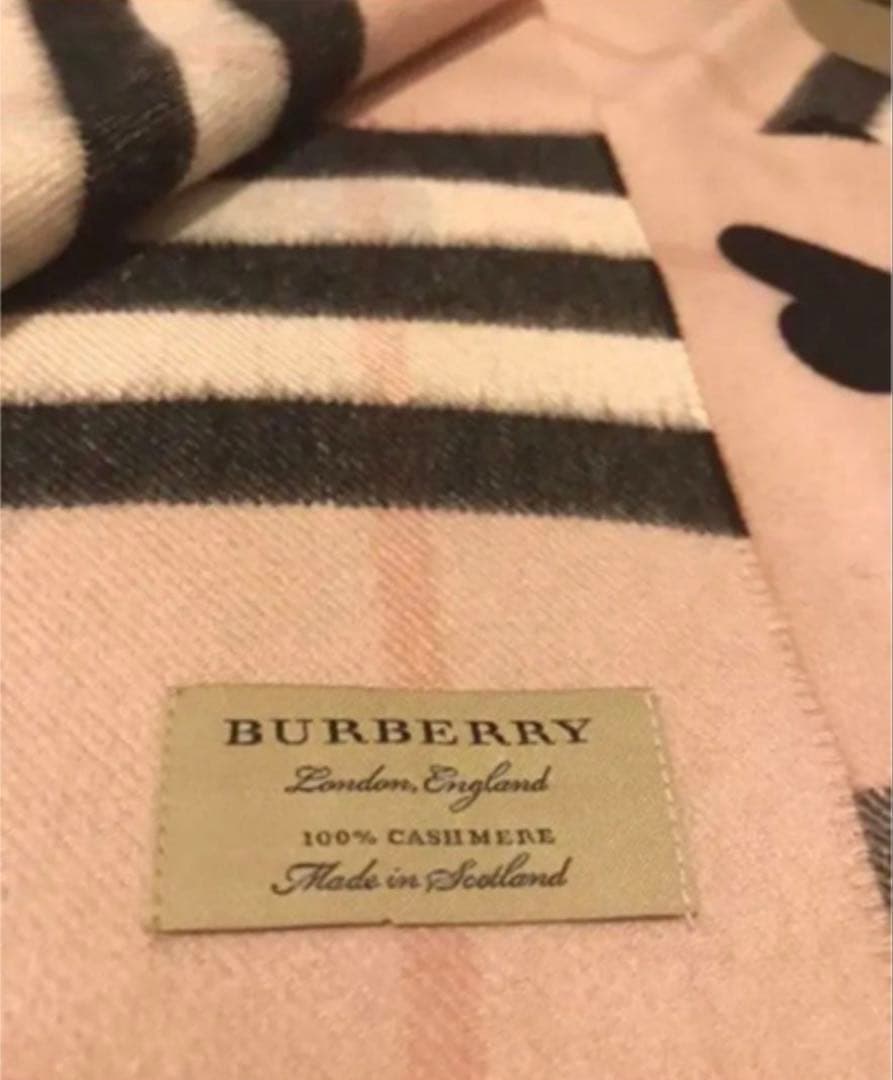 BURBERRY
London, England
100% CASHMERE
Made in Scotland